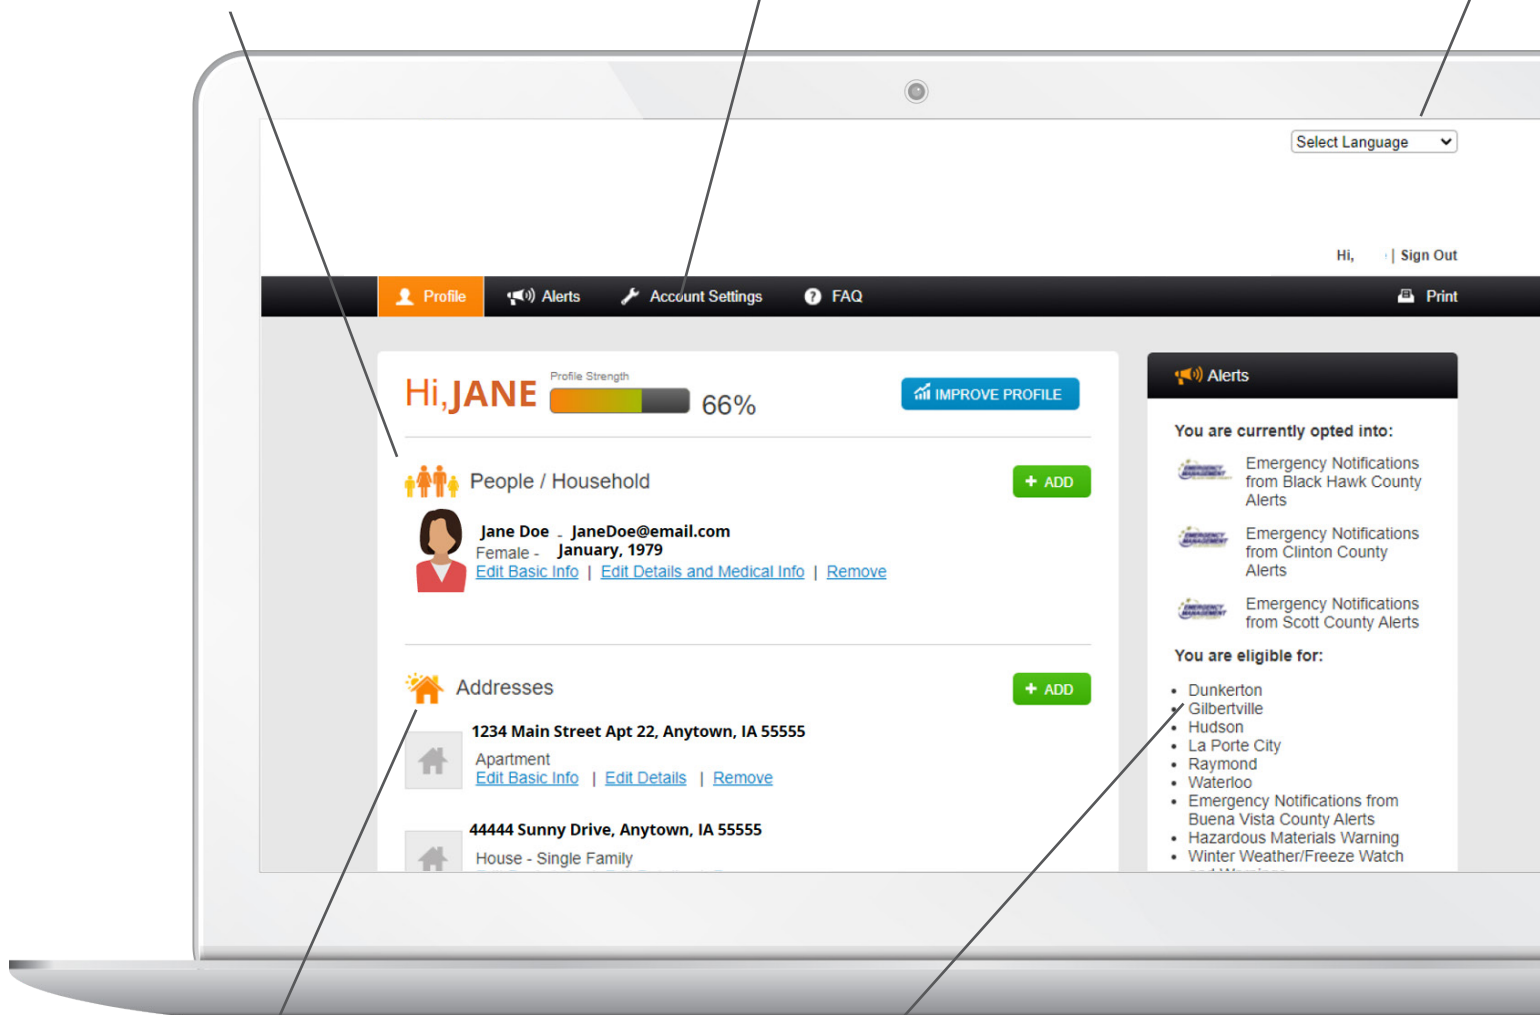 Select Language
Hi, | Sign Out
Profile Alerts Account Settings ? FAQ Print
Hi, JANE
Profile Strength
66%
IMPROVE PROFILE
People / Household
+ ADD
Jane Doe - JaneDoe@email.com
Female - January, 1979
Edit Basic Info | Edit Details and Medical Info | Remove
Addresses
+ ADD
1234 Main Street Apt 22, Anytown, IA 55555
Apartment
Edit Basic Info | Edit Details | Remove
44444 Sunny Drive, Anytown, IA 55555
House - Single Family
Alerts
You are currently opted into:
EMERGENCY MANAGEMENT
Emergency Notifications
from Black Hawk County
Alerts
EMERGENCY MANAGEMENT
Emergency Notifications
from Clinton County
Alerts
EMERGENCY MANAGEMENT
Emergency Notifications
from Scott County Alerts
You are eligible for:
• Dunkerton
• Gilbertville
• Hudson
• La Porte City
• Raymond
• Waterloo
• Emergency Notifications from
Buena Vista County Alerts
• Hazardous Materials Warning
• Winter Weather/Freeze Watch